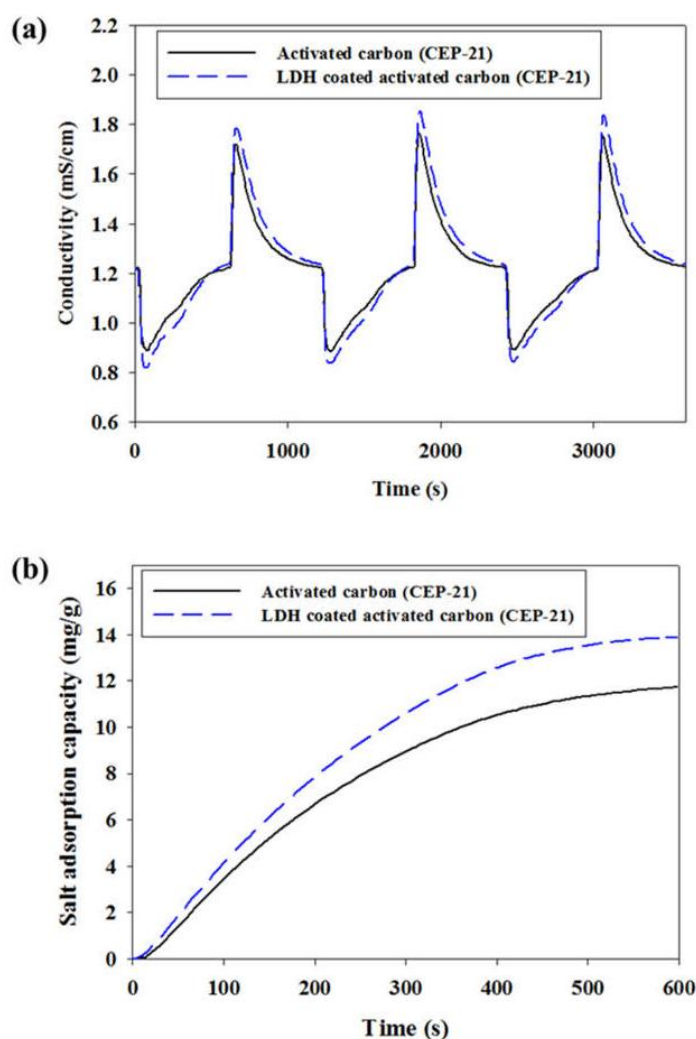 (a)
2.2
2.0
1.8
1.6
1.4
1.2
1.0
0.8
0.6
Conductivity (mS/cm)
Activated carbon (CEP-21)
LDH coated activated carbon (CEP-21)
0 1000 2000 3000
Time (s)
(b)
16
14
12
10
8
6
4
2
0
Salt adsorption capacity (mg/g)
Activated carbon (CEP-21)
LDH coated activated carbon (CEP-21)
0 100 200 300 400 500 600
Time (s)